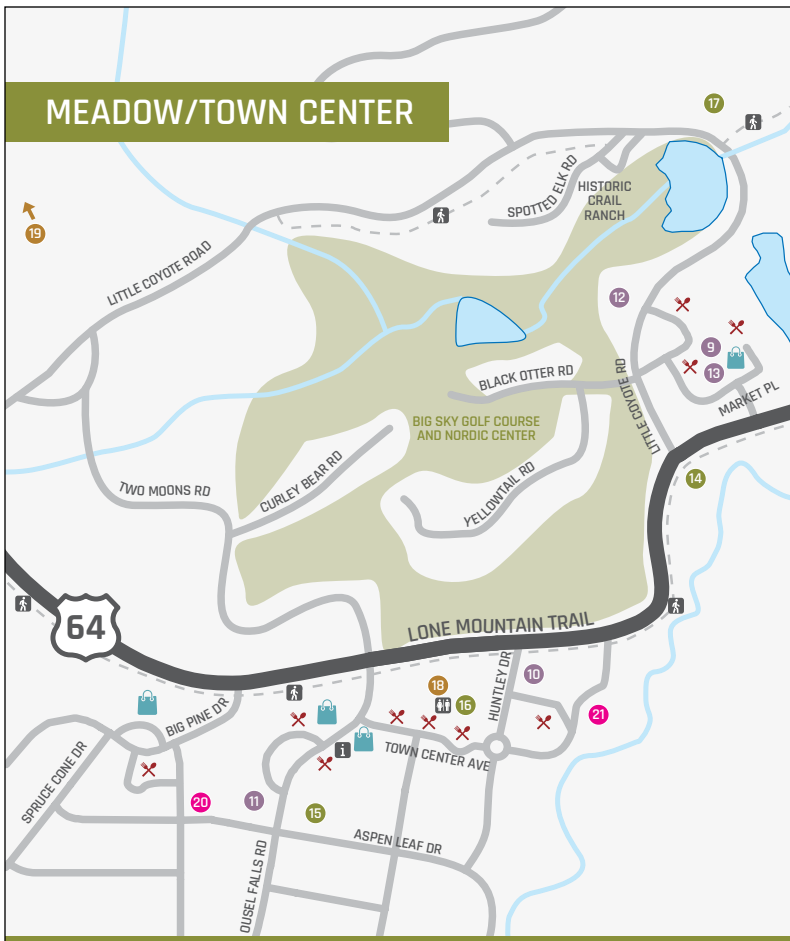 MEADOW/TOWN CENTER
17
SPOTTED ELK RD
HISTORIC
CRAIL
RANCH
19
LITTLE COYOTE ROAD
12
9
13
BLACK OTTER RD
LITTLE COYOTE RD
MARKET PL
BIG SKY GOLF COURSE
AND NORDIC CENTER
CURLEY BEAR RD
YELLOWTAIL RD
14
TWO MOONS RD
64
LONE MOUNTAIN TRAIL
10
18
16
HUNTLEY DR
21
BIG PINE DR
i
TOWN CENTER AVE
SPRUCE CONE DR
20
11
15
ASPEN LEAF DR
OUSEL FALLS RD